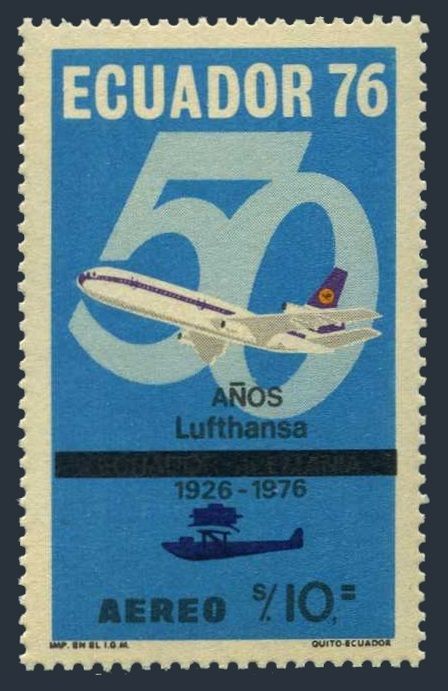 ECUADOR 76
50
AÑOS
Lufthansa
1926-1976
AEREO S/. 10.=
IMP. EN EL I.G.M. QUITO-ECUADOR